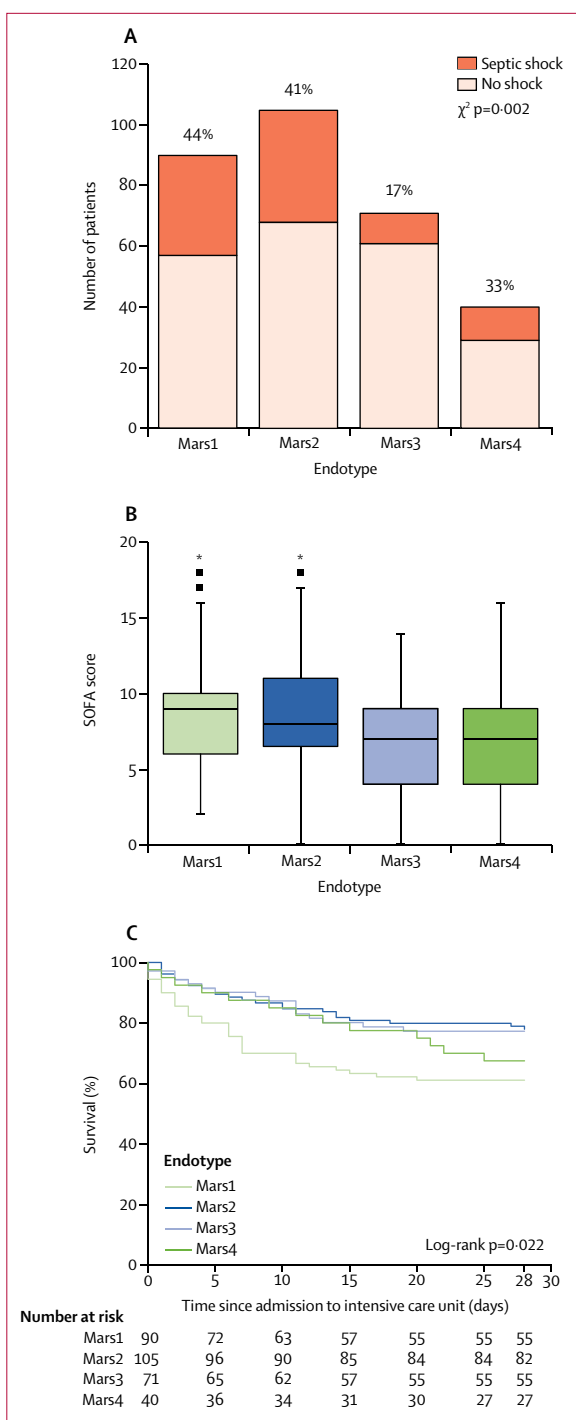 A
120
100
80
60
40
20
0
Number of patients
Septic shock
No shock
χ² p=0·002
44%
41%
17%
33%
Mars1 Mars2 Mars3 Mars4
Endotype
B
20
15
10
5
0
SOFA score
* *
Mars1 Mars2 Mars3 Mars4
Endotype
C
100
80
60
40
20
0
Survival (%)
Endotype
Mars1
Mars2
Mars3
Mars4
Log-rank p=0·022
0 5 10 15 20 25 28 30
Time since admission to intensive care unit (days)
Number at risk
Mars1 90 72 63 57 55 55 55
Mars2 105 96 90 85 84 84 82
Mars3 71 65 62 57 55 55 55
Mars4 40 36 34 31 30 27 27